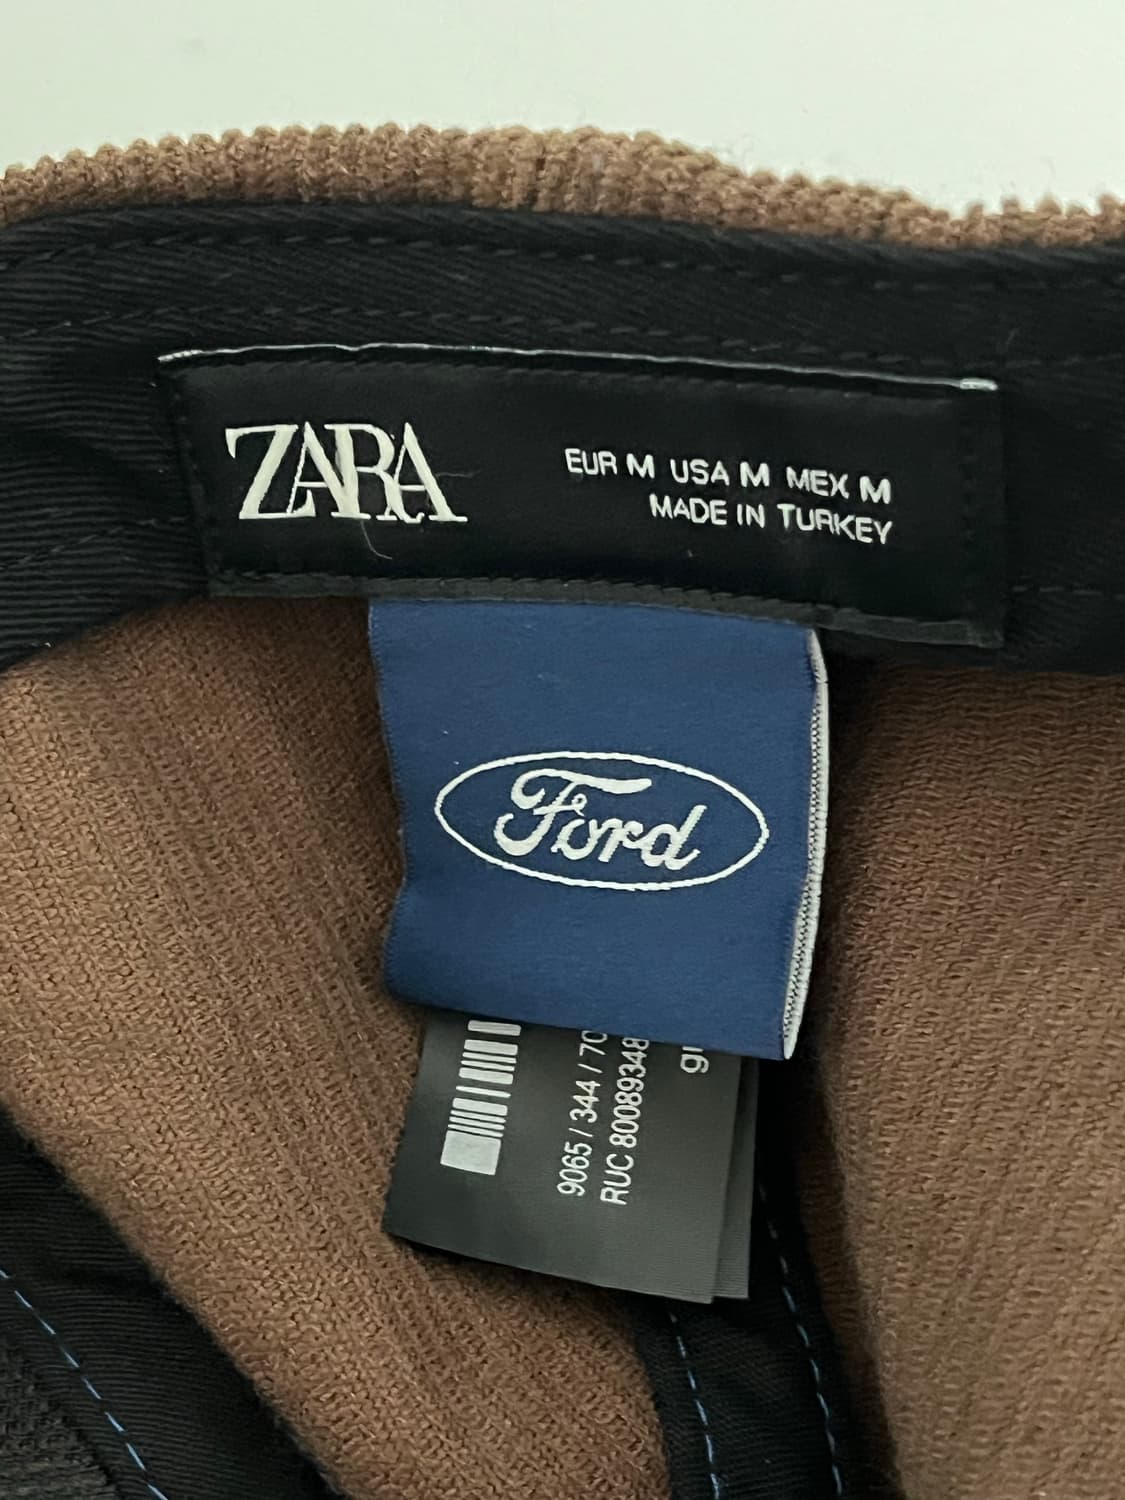 ZARA
EUR M USA M MEX M
MADE IN TURKEY
Ford
9065 / 344 / 70
RUC 80089348